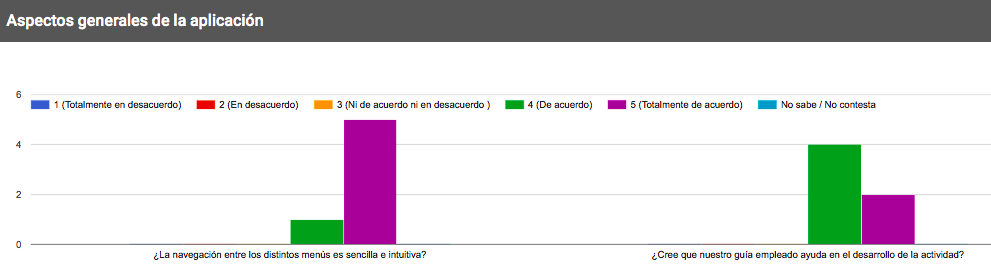 Aspectos generales de la aplicación
6
1 (Totalmente en desacuerdo) 2 (En desacuerdo) 3 (Ni de acuerdo ni en desacuerdo ) 4 (De acuerdo) 5 (Totalmente de acuerdo) No sabe / No contesta
4
2
0
¿La navegación entre los distintos menús es sencilla e intuitiva? ¿Cree que nuestro guía empleado ayuda en el desarrollo de la actividad?